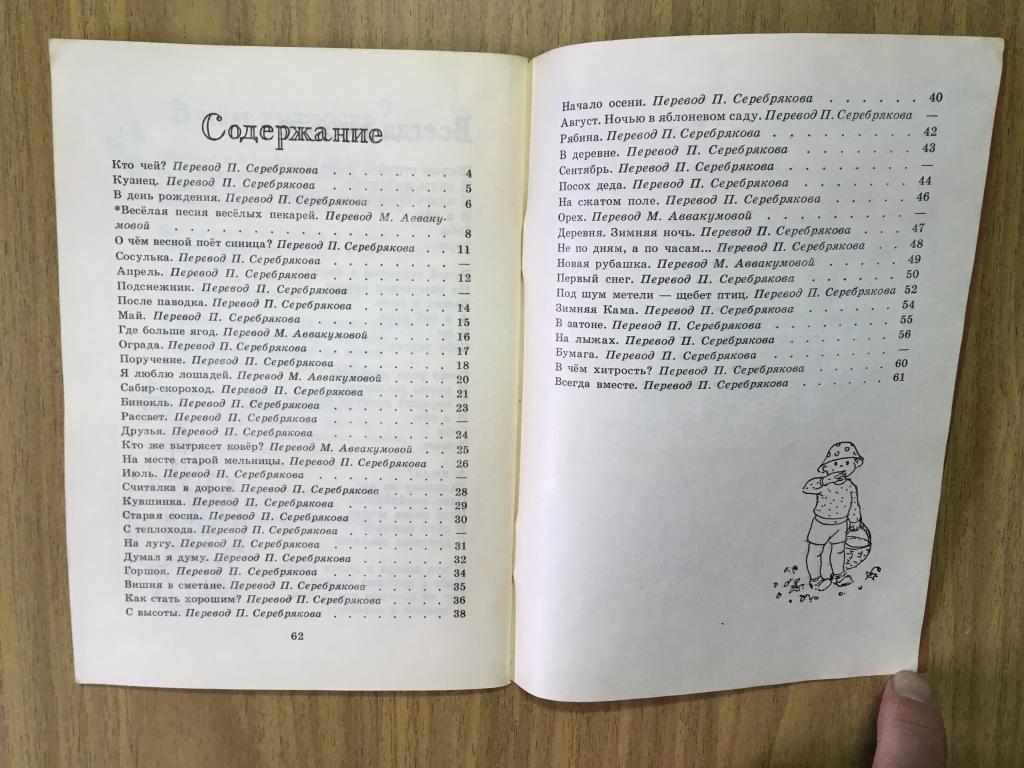 Содержание
Кто чей? Перевод П. Серебрякова . . . . . . . . 4
Кузнец. Перевод П. Серебрякова . . . . . . . . 5
В день рождения. Перевод П. Серебрякова . . . . . 6
*Весёлая песня весёлых пекарей. Перевод М. Аввaку-
мовой . . . . . . . . . . . . . . . . 8
О чём весной поёт синица? Перевод П. Серебрякова . . . 11
Сосулька. Перевод П. Серебрякова . . . . . . . . —
Апрель. Перевод П. Серебрякова . . . . . . . . 12
Подснежник. Перевод П. Серебрякова . . . . . . . —
После паводка. Перевод П. Серебрякова . . . . . . 14
Май. Перевод П. Серебрякова . . . . . . . . . 15
Где больше ягод. Перевод М. Аввакумовой . . . . . 16
Ограда. Перевод П. Серебрякова . . . . . . . . 17
Поручение. Перевод П. Серебрякова . . . . . . . 18
Я люблю лошадей. Перевод М. Аввакумовой . . . . 20
Сабир-скороход. Перевод П. Серебрякова . . . . . 21
Бинокль. Перевод П. Серебрякова . . . . . . . . 23
Рассвет. Перевод П. Серебрякова . . . . . . . . —
Друзья. Перевод П. Серебрякова . . . . . . . . 24
Кто же вытрясет ковёр? Перевод М. Аввакумовой . . . 25
На месте старой мельницы. Перевод П. Серебрякова . 26
Июль. Перевод П. Серебрякова . . . . . . . . . —
Считалка в дороге. Перевод П. Серебрякова . . . . 28
Кувшинка. Перевод П. Серебрякова . . . . . . . 29
Старая сосна. Перевод П. Серебрякова . . . . . . 30
С теплохода. Перевод П. Серебрякова . . . . . . . —
На лугу. Перевод П. Серебрякова . . . . . . . . 31
Думал я думу. Перевод П. Серебрякова . . . . . . 32
Горшок. Перевод П. Серебрякова . . . . . . . . 34
Вишня в сметане. Перевод П. Серебрякова . . . . . 35
Как стать хорошим? Перевод П. Серебрякова . . . . 36
С высоты. Перевод П. Серебрякова . . . . . . . . 38
62
Начало осени. Перевод П. Серебрякова . . . . . . 40
Август. Ночью в яблоневом саду. Перевод П. Серебрякова —
Рябина. Перевод П. Серебрякова . . . . . . . . 42
В деревне. Перевод П. Серебрякова . . . . . . . 43
Сентябрь. Перевод П. Серебрякова . . . . . . . . —
Посох деда. Перевод П. Серебрякова . . . . . . . 44
На сжатом поле. Перевод П. Серебрякова . . . . . 46
Орех. Перевод М. Аввакумовой . . . . . . . . . —
Деревня. Зимняя ночь. Перевод П. Серебрякова . . . 47
Не по дням, а по часам... Перевод П. Серебрякова . . 48
Новая рубашка. Перевод М. Аввакумовой . . . . . 49
Первый снег. Перевод П. Серебрякова . . . . . . 50
Под шум метели — щебет птиц. Перевод П. Серебрякова 52
Зимняя Кама. Перевод П. Серебрякова . . . . . . 54
В затоне. Перевод П. Серебрякова . . . . . . . 55
На лыжах. Перевод П. Серебрякова . . . . . . . 56
Бумага. Перевод П. Серебрякова . . . . . . . . —
В чём хитрость? Перевод П. Серебрякова . . . . . 60
Всегда вместе. Перевод П. Серебрякова . . . . . . 61